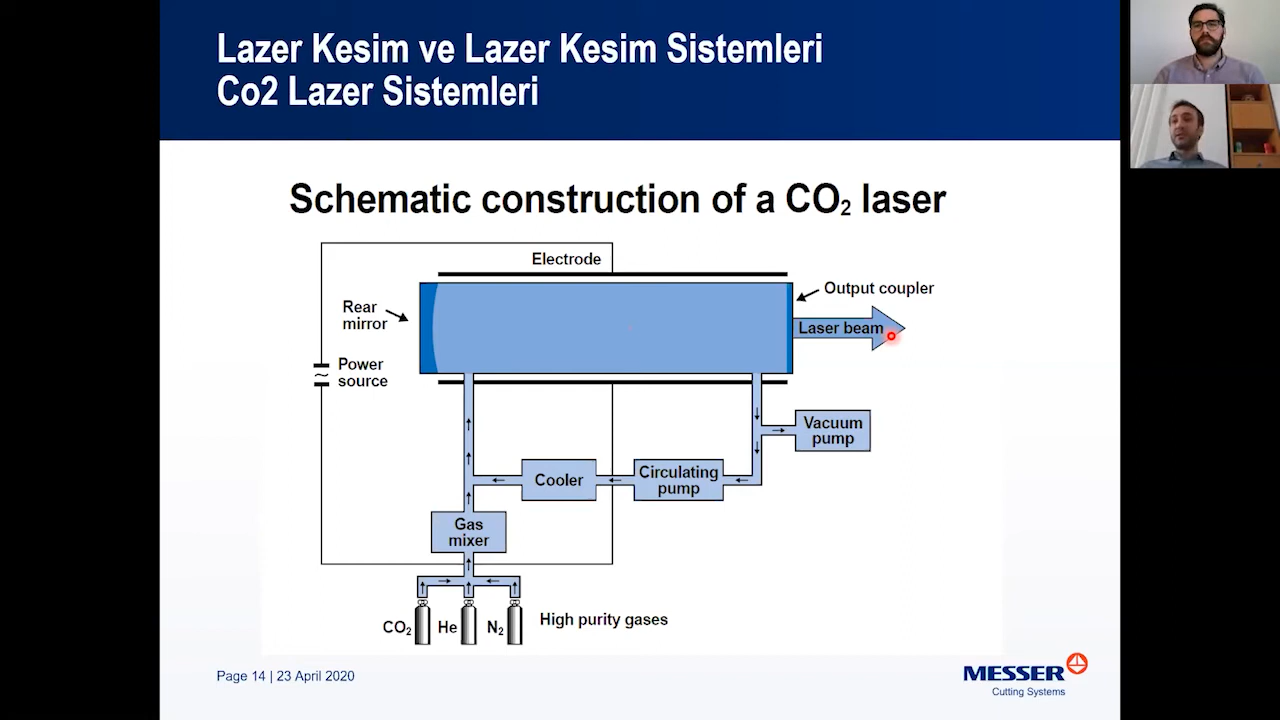 Lazer Kesim ve Lazer Kesim Sistemleri
Co2 Lazer Sistemleri
Schematic construction of a CO₂ laser
Electrode
Output coupler
Rear
mirror
Laser beam
Power
source
Vacuum
pump
Cooler
Circulating
pump
Gas
mixer
CO₂
He
N₂
High purity gases
Page 14 | 23 April 2020
MESSER
Cutting Systems